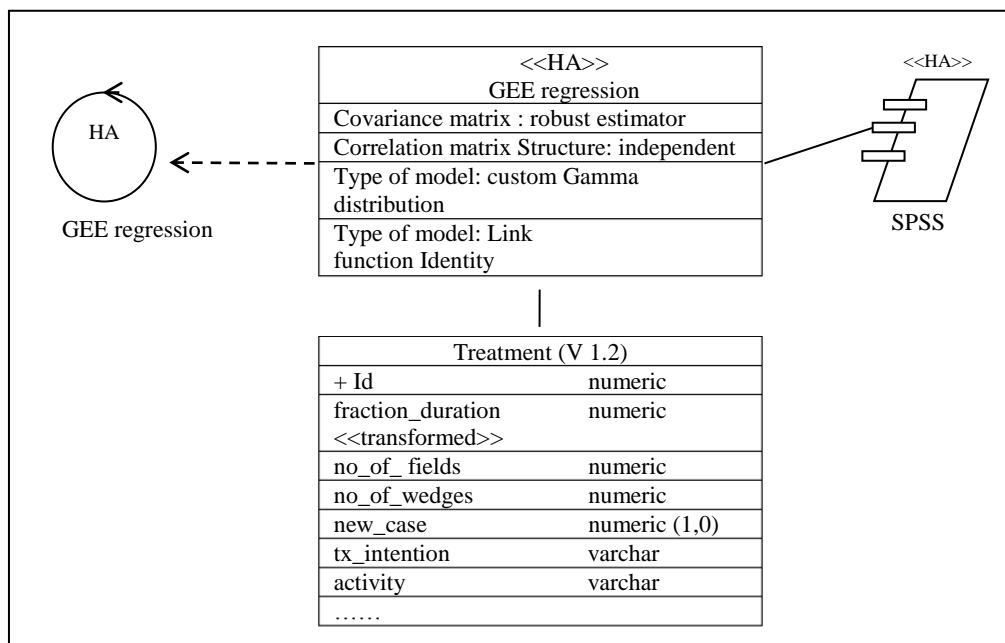 HA
GEE regression
<<HA>>
GEE regression
Covariance matrix : robust estimator
Correlation matrix Structure: independent
Type of model: custom Gamma
distribution
Type of model: Link
function Identity
<<HA>>
SPSS
Treatment (V 1.2)
+ Id numeric
fraction_duration numeric
<<transformed>>
no_of_ fields numeric
no_of_wedges numeric
new_case numeric (1,0)
tx_intention varchar
activity varchar
……